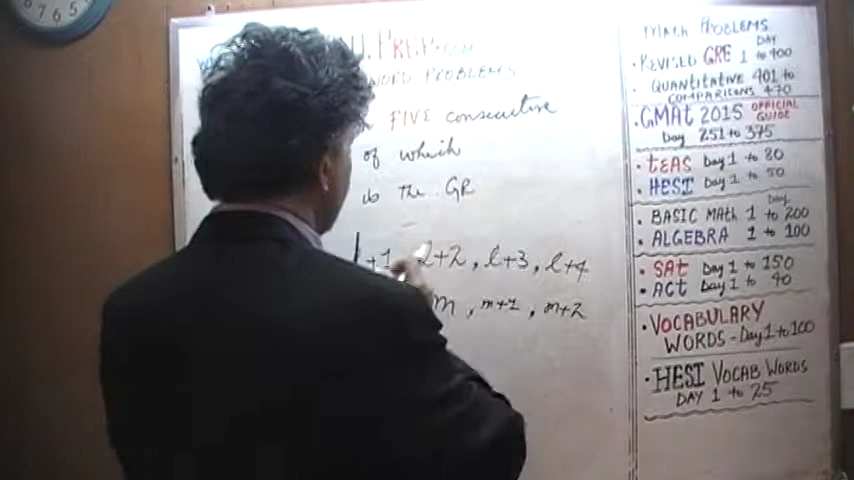 7 6 5
PREP.COM
WORD PROBLEMS
FIVE consecutive
of which
is the GR
l+1, l+2, l+3, l+4
m, m+1, m+2
MATH PROBLEMS
DAY
• REVISED GRE 1 to 400
• QUANTITATIVE 401 to
COMPARISONS 470
• GMAT 2015 OFFICIAL GUIDE
Day 251 to 375
• TEAS Day 1 to 80
• HESI Day 1 to 50
Day
• BASIC MATH 1 to 200
• ALGEBRA 1 to 100
• SAT Day 1 to 150
• ACT Day 1 to 40
• VOCABULARY
WORDS - Day 1 to 100
• HESI VOCAB WORDS
DAY 1 to 25